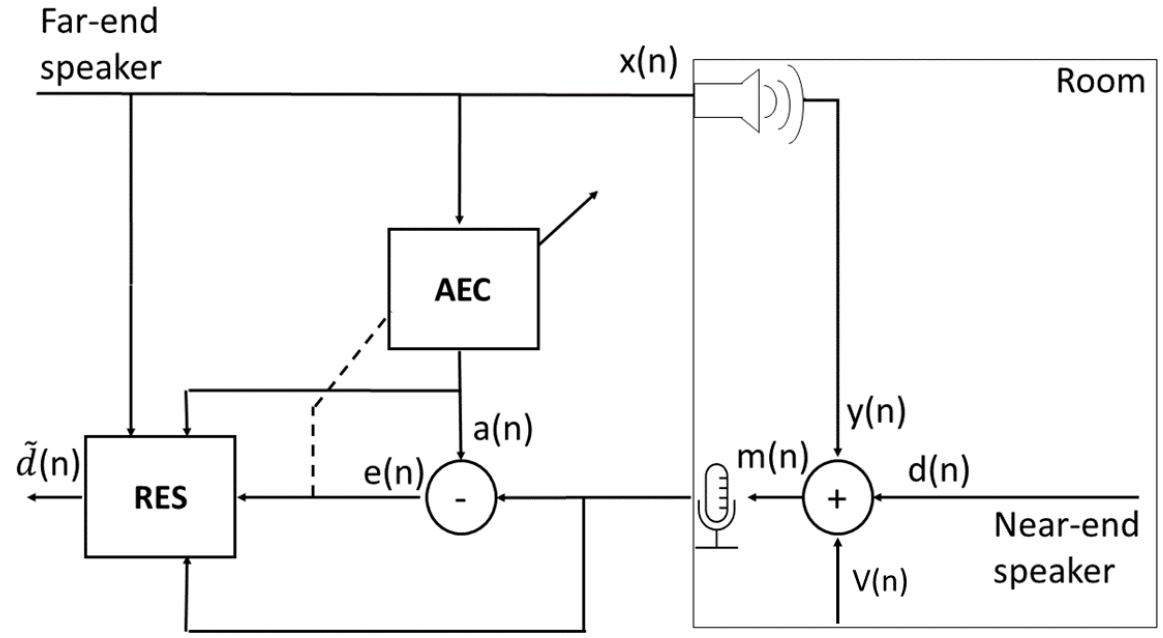 Far-end
speaker
x(n)
Room
AEC
y(n)
a(n)
d̃(n)
e(n)
m(n)
d(n)
RES
-
+
Near-end
speaker
V(n)